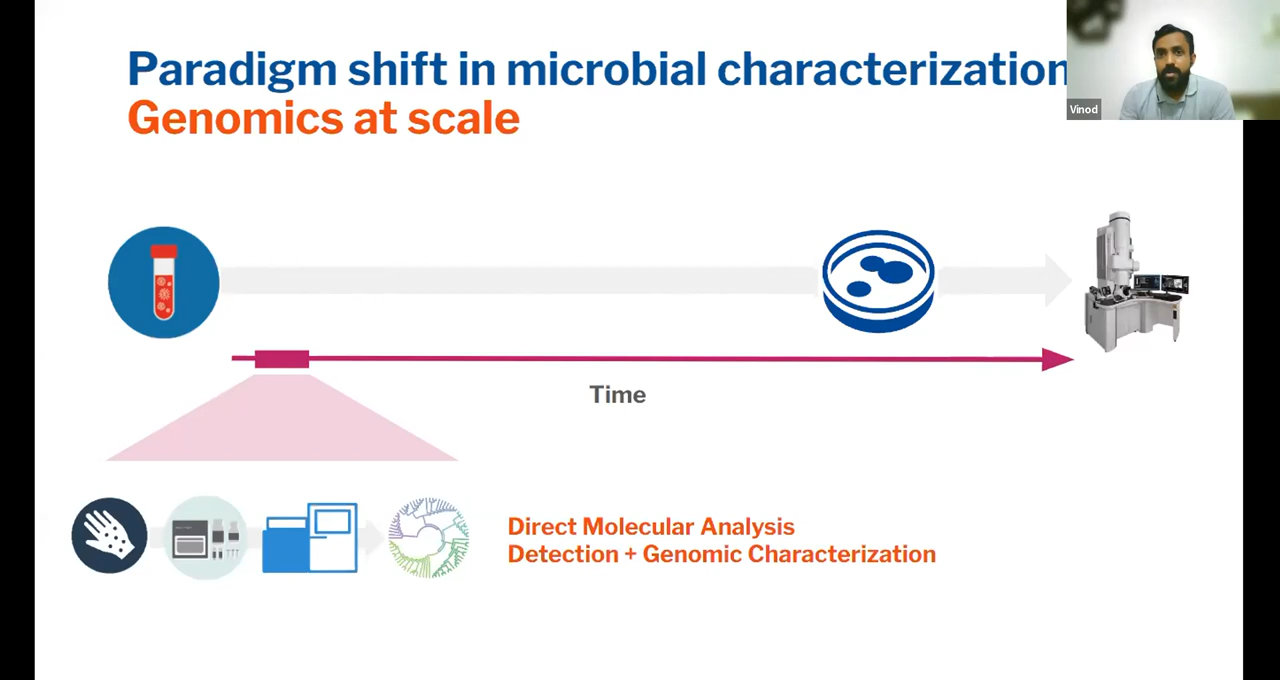 Paradigm shift in microbial characterization
Genomics at scale
Vinod
Time
Direct Molecular Analysis
Detection + Genomic Characterization